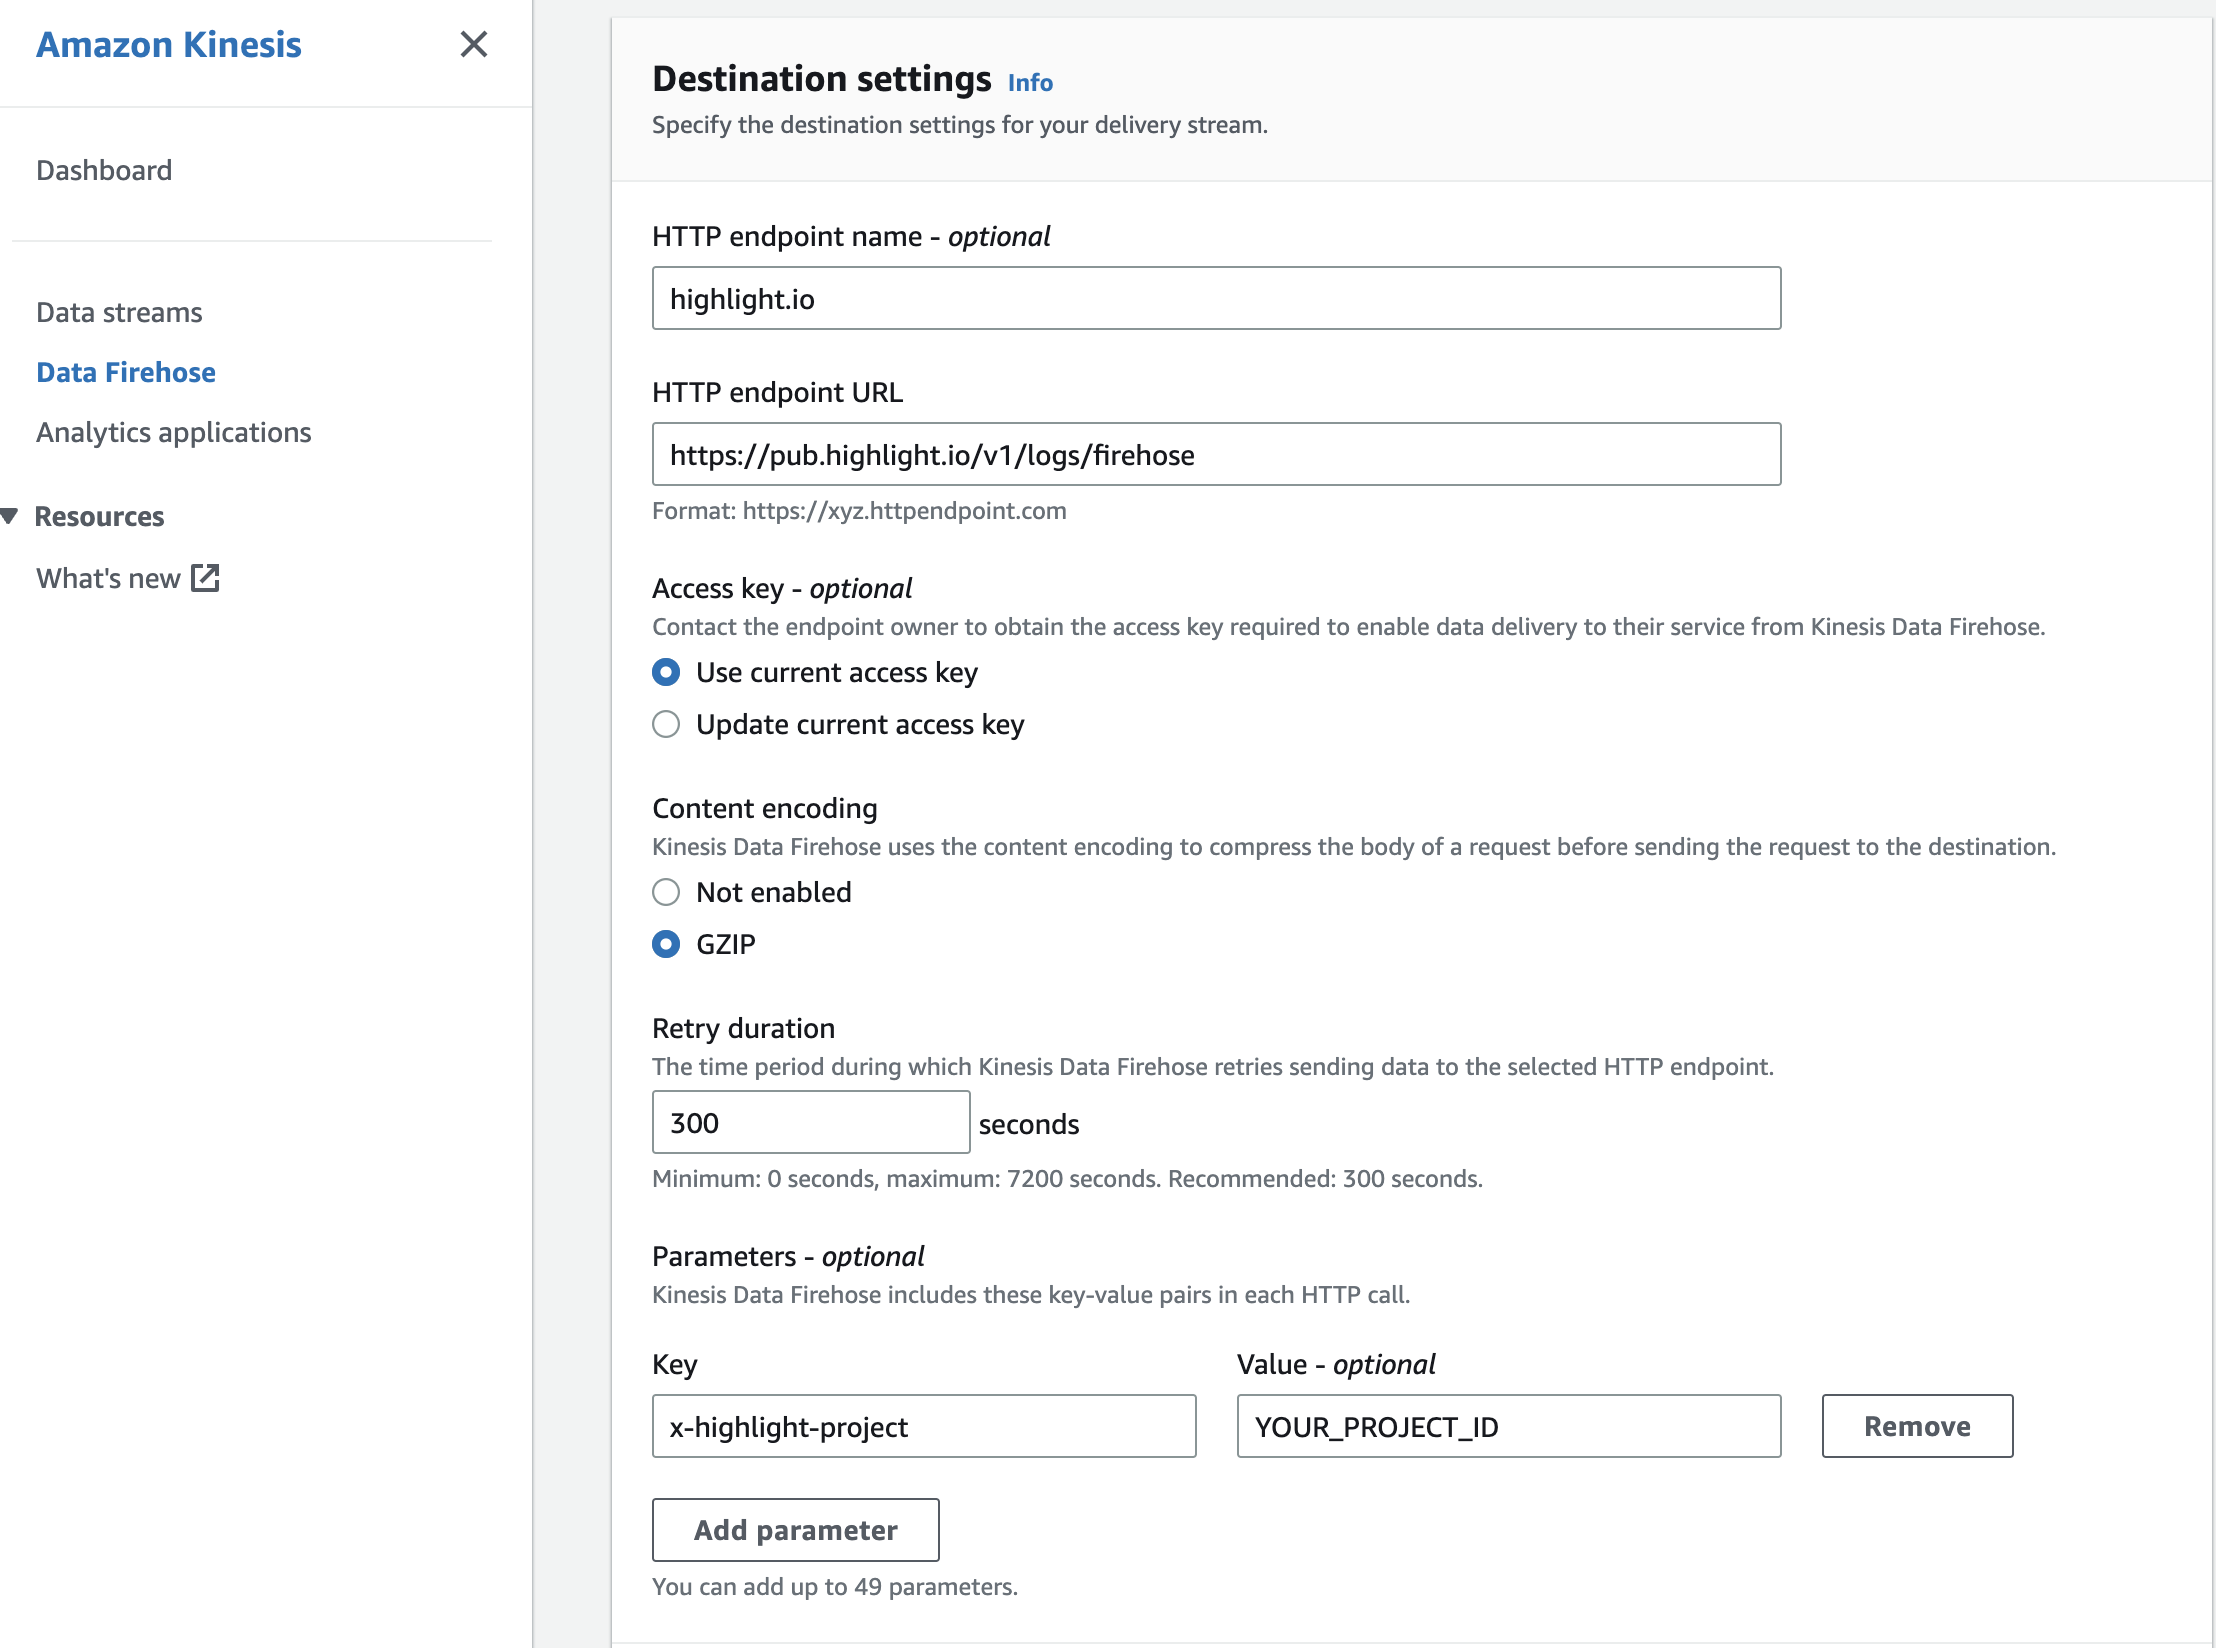 Amazon Kinesis
Dashboard
Data streams
Data Firehose
Analytics applications
Resources
What's new
Destination settings Info
Specify the destination settings for your delivery stream.
HTTP endpoint name - optional
highlight.io
HTTP endpoint URL
https://pub.highlight.io/v1/logs/firehose
Format: https://xyz.httpendpoint.com
Access key - optional
Contact the endpoint owner to obtain the access key required to enable data delivery to their service from Kinesis Data Firehose.
Use current access key
Update current access key
Content encoding
Kinesis Data Firehose uses the content encoding to compress the body of a request before sending the request to the destination.
Not enabled
GZIP
Retry duration
The time period during which Kinesis Data Firehose retries sending data to the selected HTTP endpoint.
300 seconds
Minimum: 0 seconds, maximum: 7200 seconds. Recommended: 300 seconds.
Parameters - optional
Kinesis Data Firehose includes these key-value pairs in each HTTP call.
Key Value - optional
x-highlight-project YOUR_PROJECT_ID Remove
Add parameter
You can add up to 49 parameters.